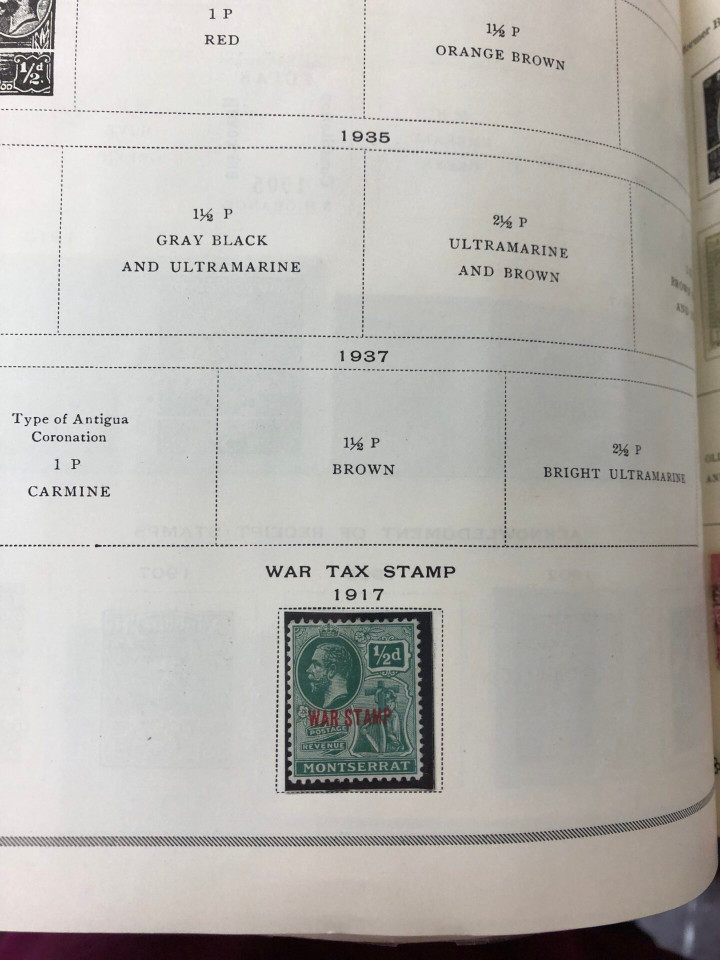 ½d
1 P
RED
1½ P
ORANGE BROWN
1935
1½ P
GRAY BLACK
AND ULTRAMARINE
2½ P
ULTRAMARINE
AND BROWN
1937
Type of Antigua
Coronation
1 P
CARMINE
1½ P
BROWN
2½ P
BRIGHT ULTRAMARINE
WAR TAX STAMP
1917
½d
WAR STAMP
POSTAGE
REVENUE
MONTSERRAT